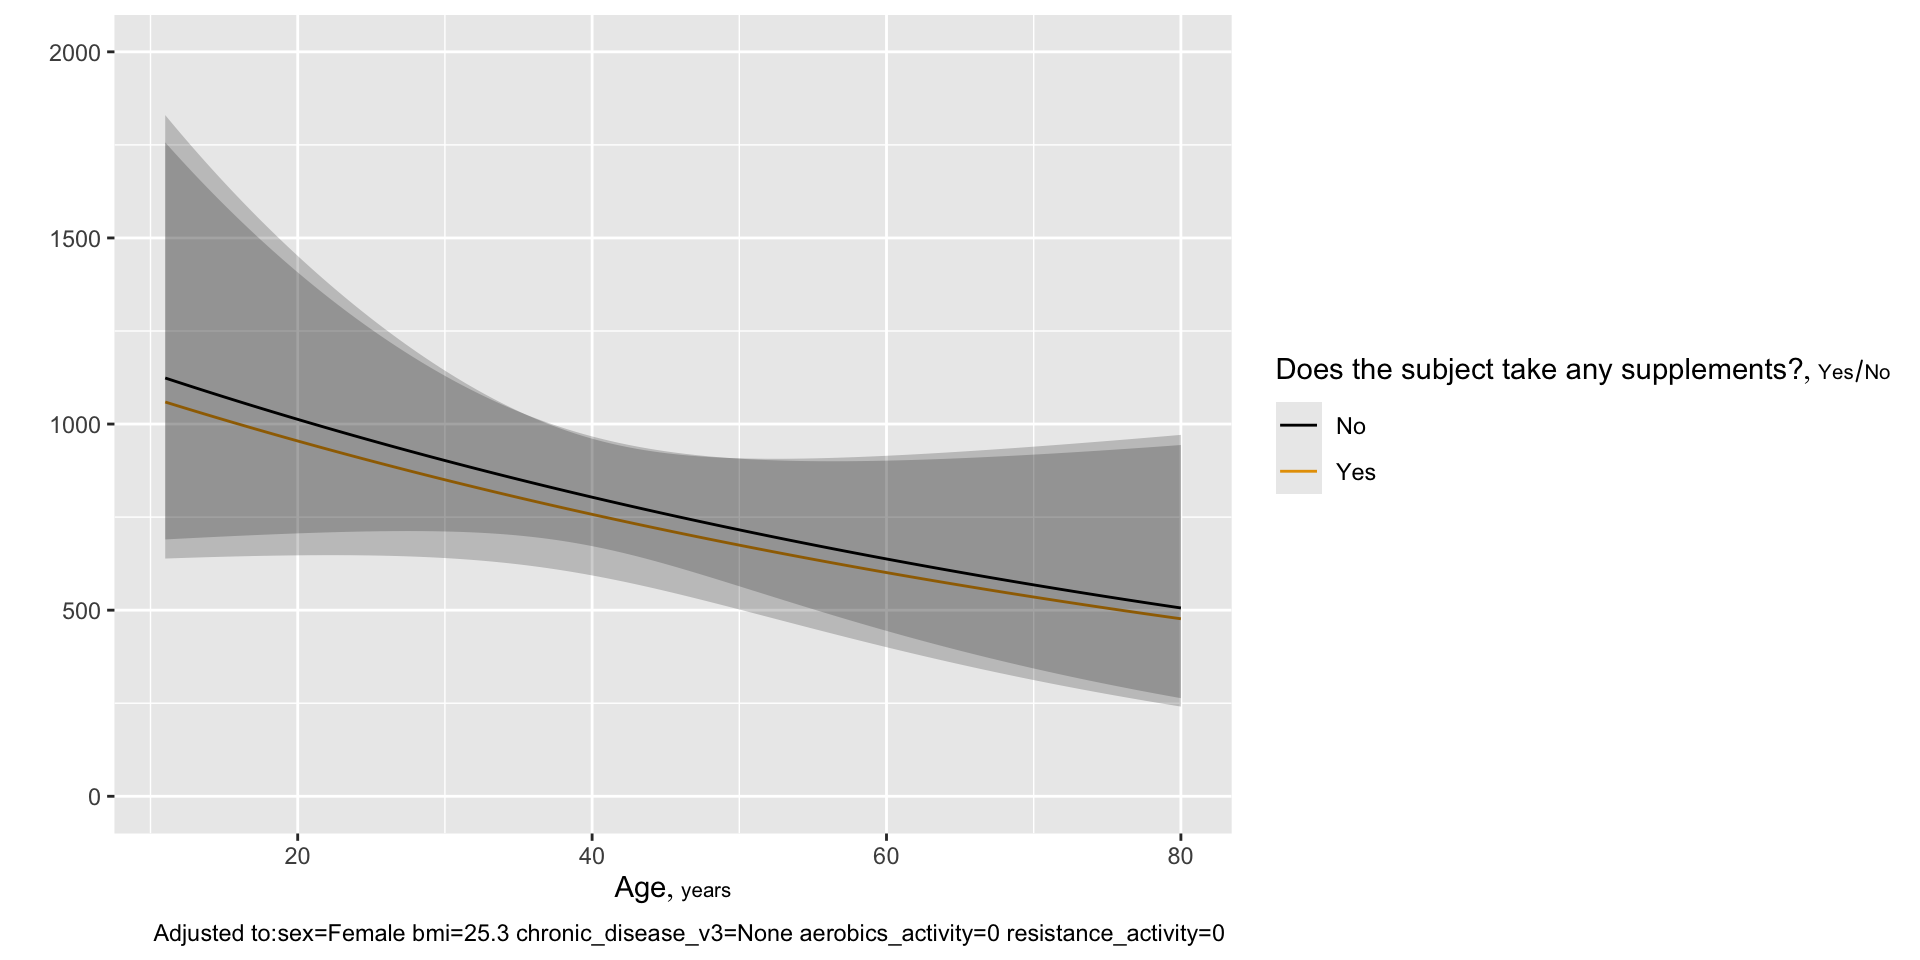 2000
1500
1000
500
0
20 40 60 80
Age, years
Adjusted to:sex=Female bmi=25.3 chronic_disease_v3=None aerobics_activity=0 resistance_activity=0
Does the subject take any supplements?, Yes/No
No
Yes